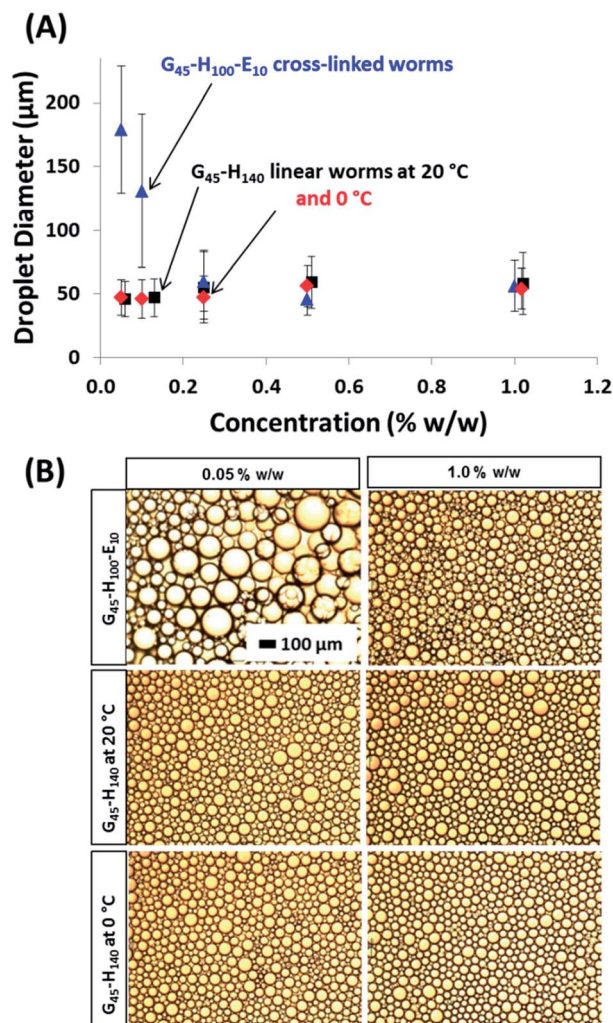 (A)
G₄₅-H₁₀₀-E₁₀ cross-linked worms
G₄₅-H₁₄₀ linear worms at 20 °C
and 0 °C
Droplet Diameter (μm)
200
150
100
50
0
0.0 0.2 0.4 0.6 0.8 1.0 1.2
Concentration (% w/w)
(B)
0.05 % w/w 1.0 % w/w
G₄₅-H₁₀₀-E₁₀
100 μm
G₄₅-H₁₄₀ at 20 °C
G₄₅-H₁₄₀ at 0 °C